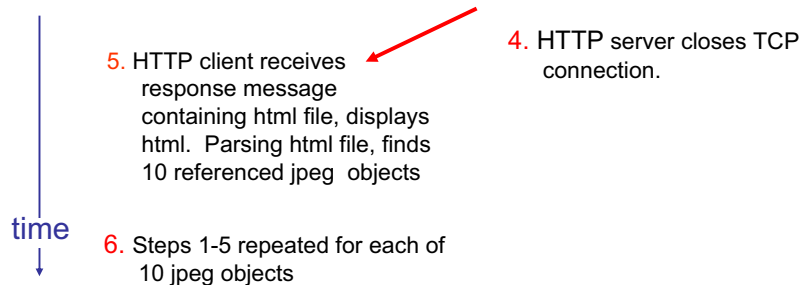 4. HTTP server closes TCP
connection.
5. HTTP client receives
response message
containing html file, displays
html. Parsing html file, finds
10 referenced jpeg objects
time
6. Steps 1-5 repeated for each of
10 jpeg objects